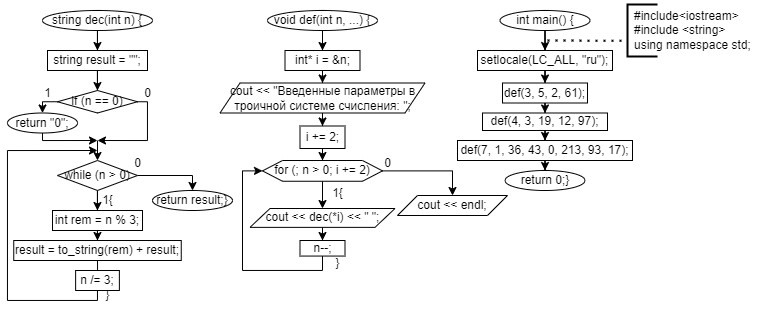 string dec(int n) {
string result = "";
if (n == 0)
1
0
return "0";
while (n > 0)
0
return result;}
1{
int rem = n % 3;
result = to_string(rem) + result;
n /= 3;
}
void def(int n, ...) {
int* i = &n;
cout << "Введенные параметры в
троичной системе счисления: ";
i += 2;
for (; n > 0; i += 2)
0
1{
cout << endl;
cout << dec(*i) << " ";
n--;
}
int main() {
#include<iostream>
#include <string>
using namespace std;
setlocale(LC_ALL, "ru");
def(3, 5, 2, 61);
def(4, 3, 19, 12, 97);
def(7, 1, 36, 43, 0, 213, 93, 17);
return 0;}